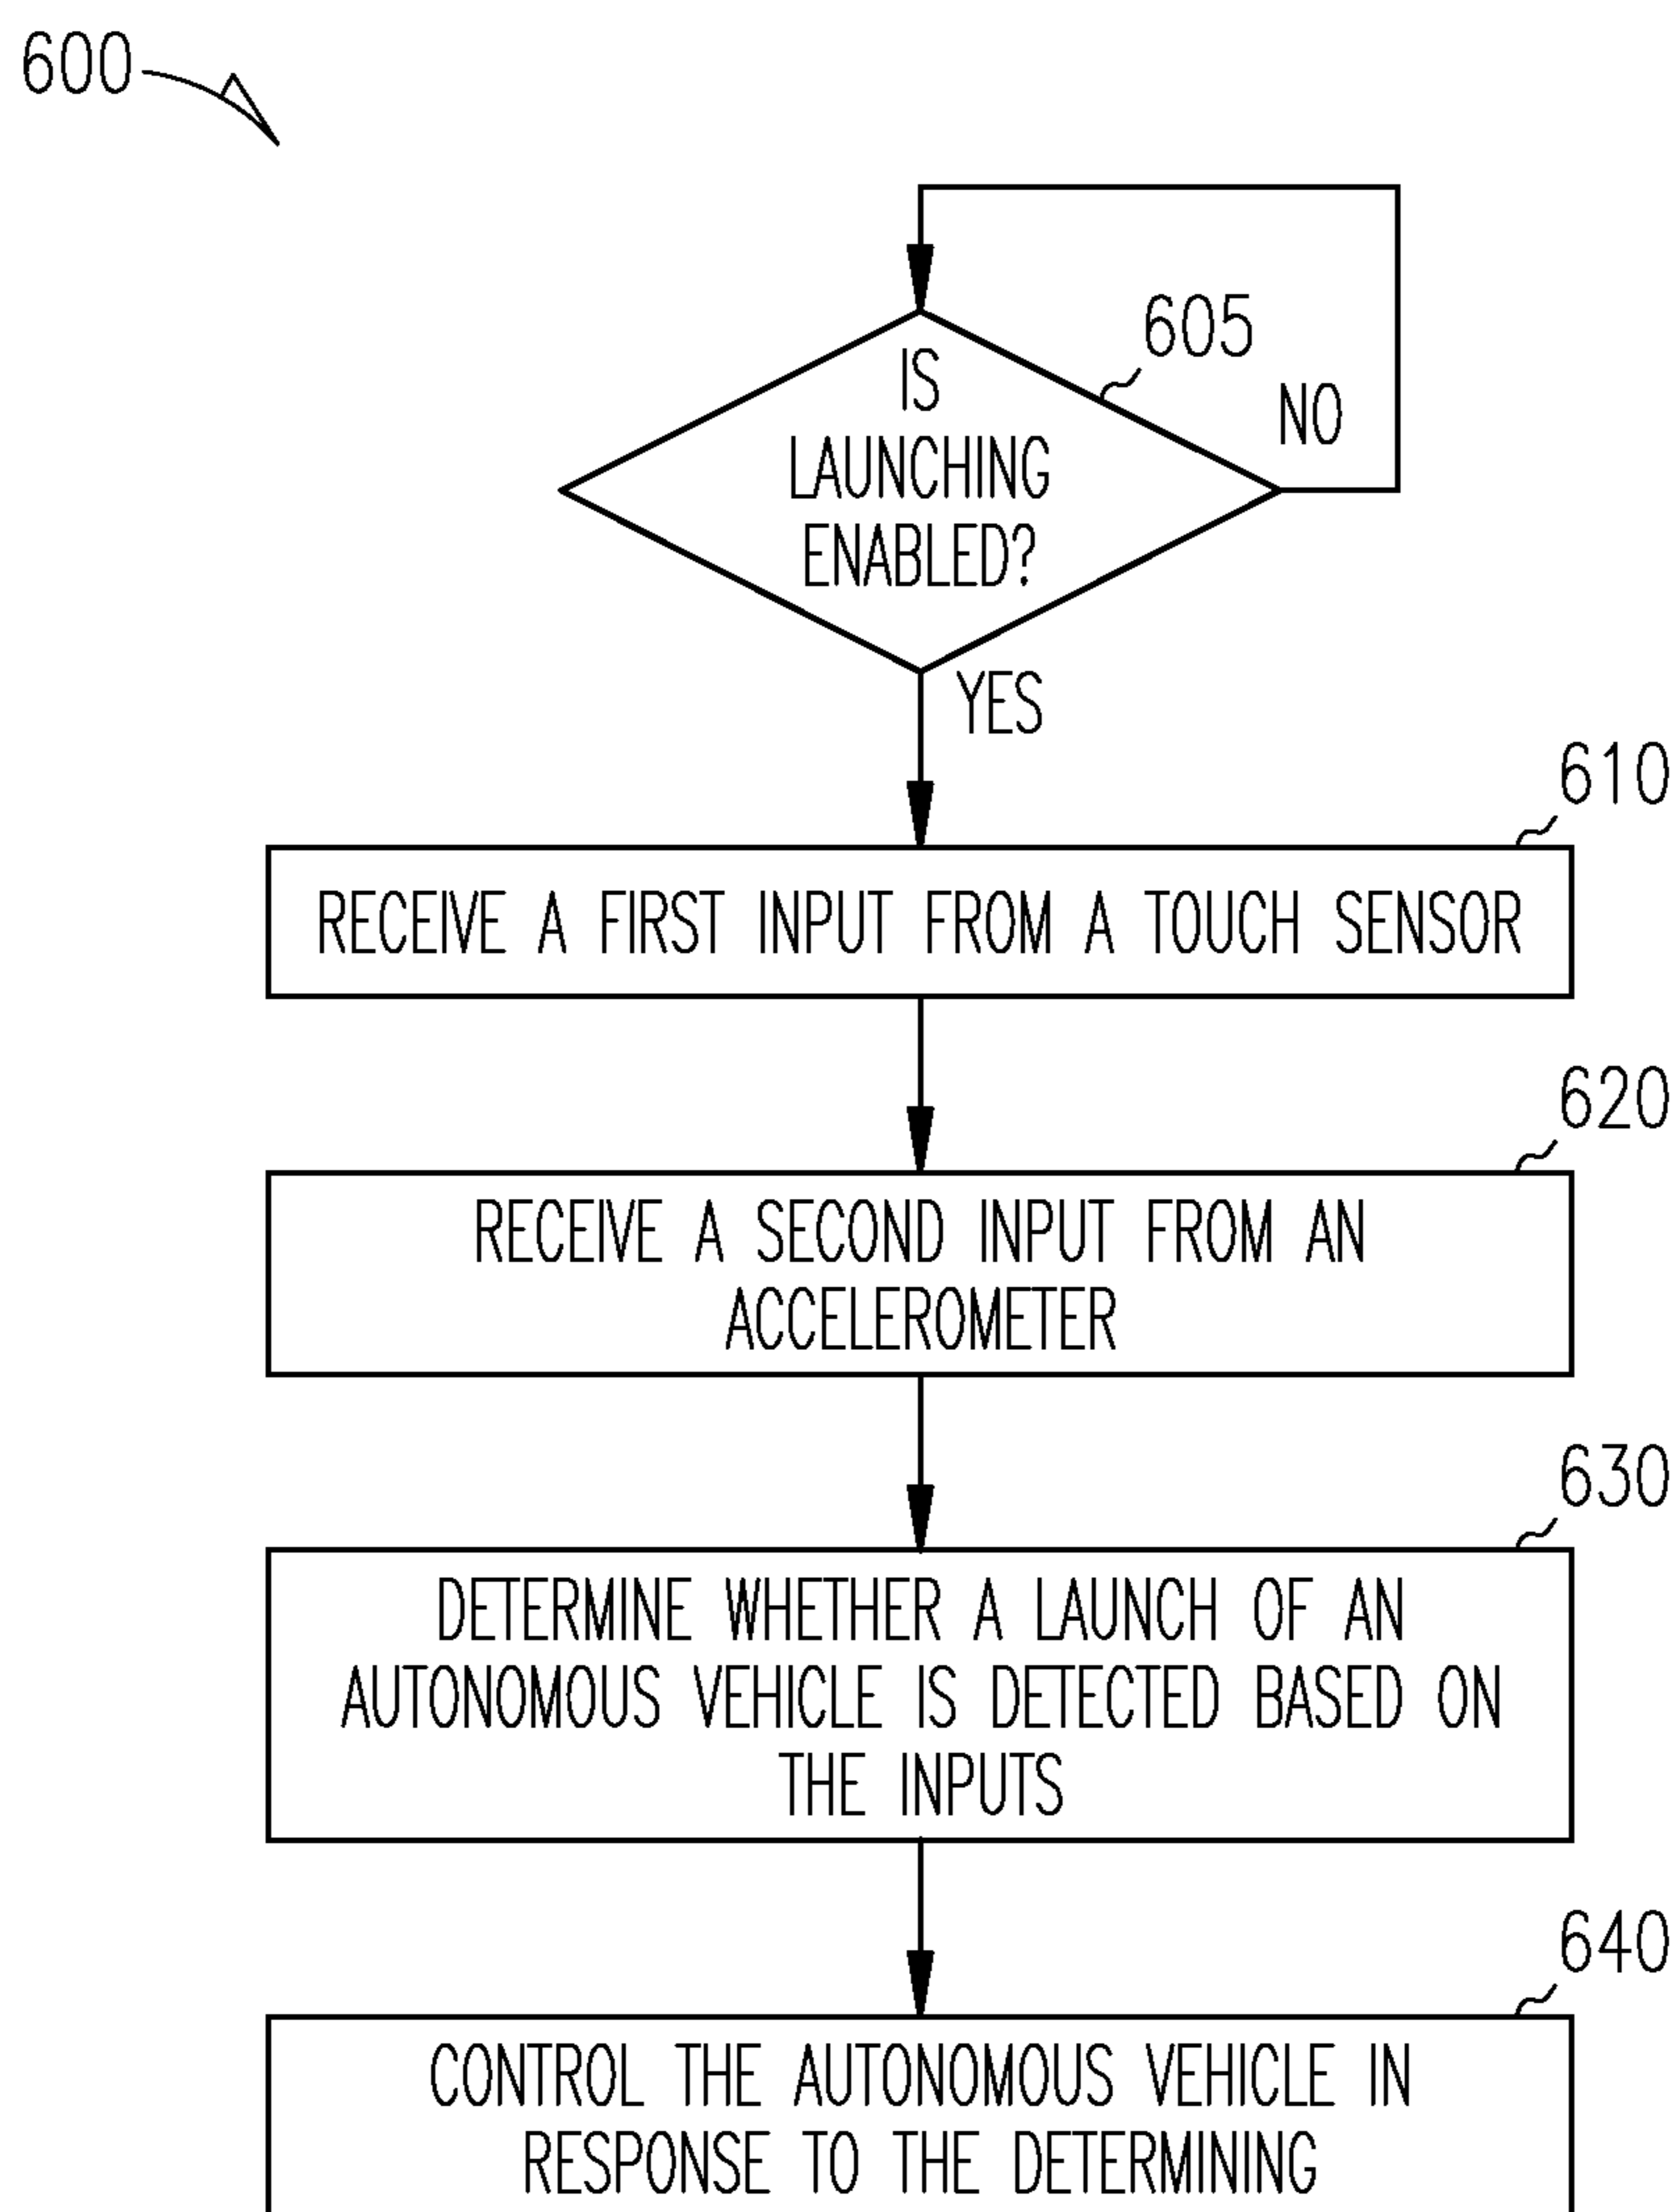 600
605
IS
LAUNCHING
ENABLED?
NO
YES
610
RECEIVE A FIRST INPUT FROM A TOUCH SENSOR
620
RECEIVE A SECOND INPUT FROM AN
ACCELEROMETER
630
DETERMINE WHETHER A LAUNCH OF AN
AUTONOMOUS VEHICLE IS DETECTED BASED ON
THE INPUTS
640
CONTROL THE AUTONOMOUS VEHICLE IN
RESPONSE TO THE DETERMINING